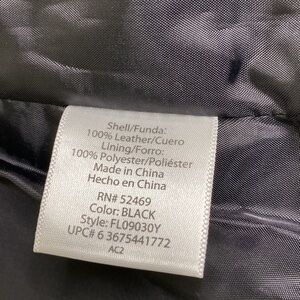 Shell/Funda:
100% Leather/Cuero
Lining/Forro:
100% Polyester/Poliéster
Made in China
Hecho en China
RN# 52469
Color: BLACK
Style: FL09030Y
UPC# 6 3675441772
AC2